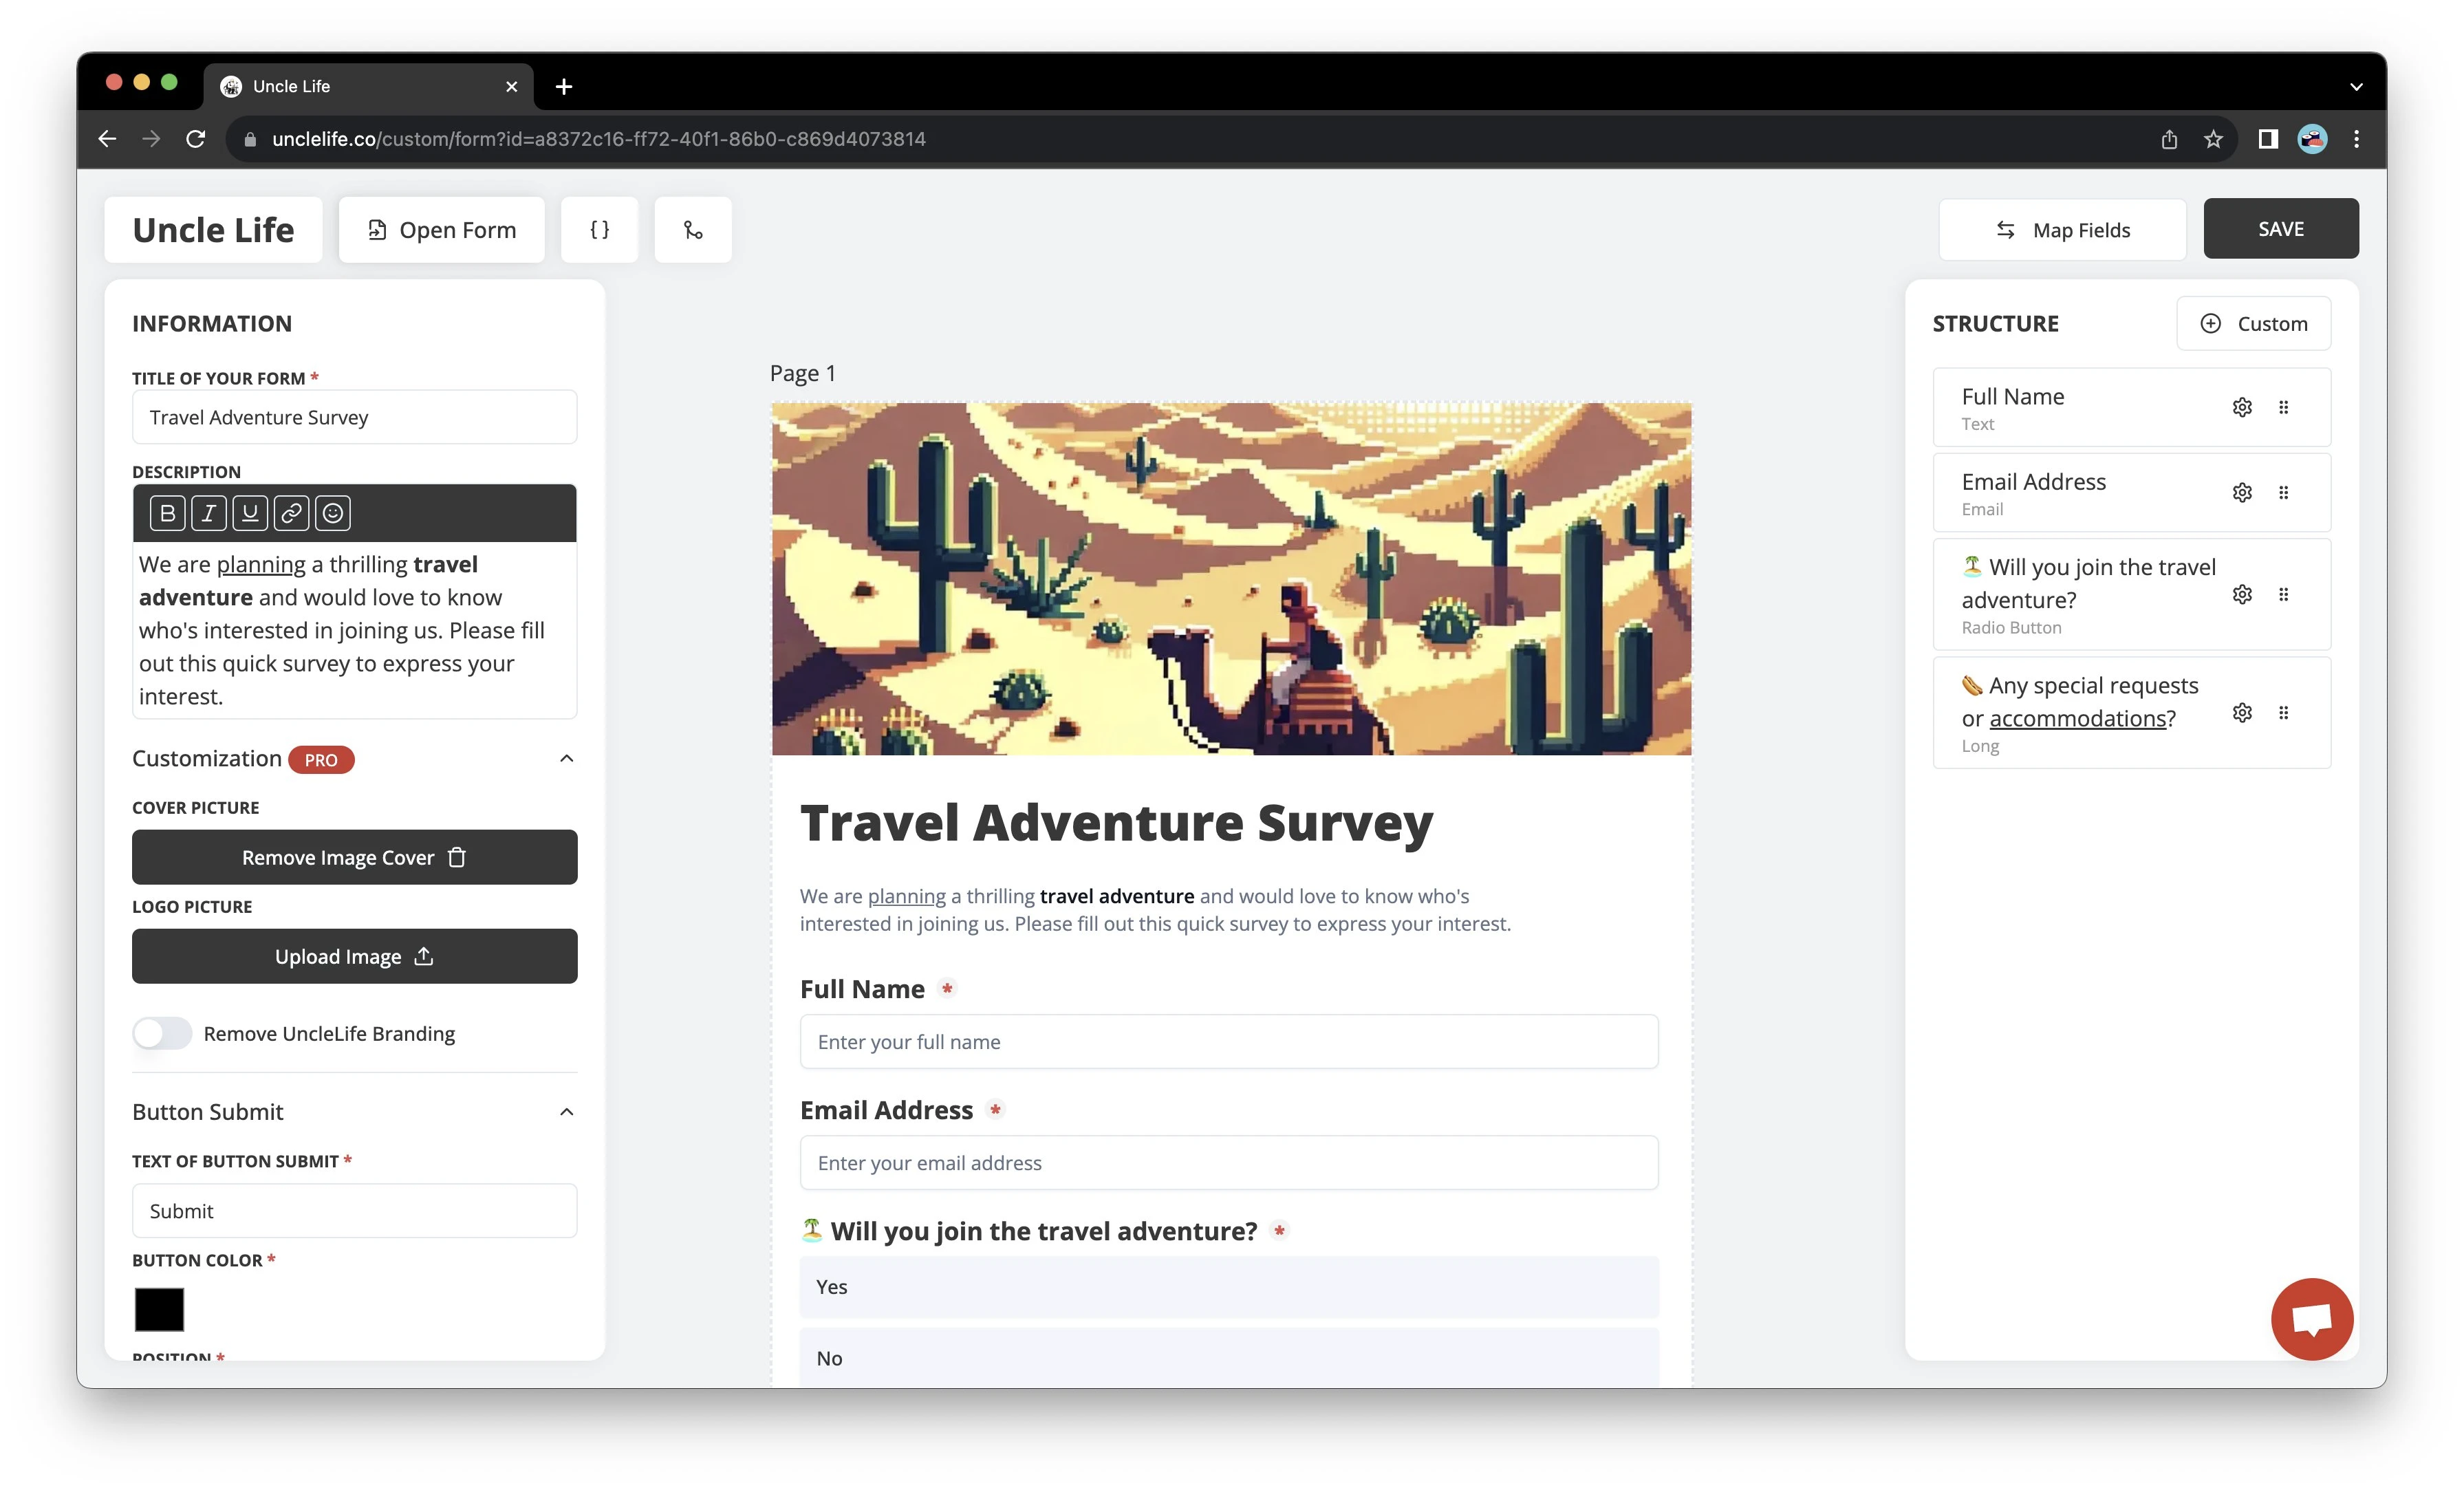 Uncle Life
unclelife.co/custom/form?id=a8372c16-ff72-40f1-86b0-c869d4073814
Uncle Life
Open Form
{ }
Map Fields
SAVE
INFORMATION
TITLE OF YOUR FORM *
Travel Adventure Survey
DESCRIPTION
B I U
We are planning a thrilling travel
adventure and would love to know
who's interested in joining us. Please fill
out this quick survey to express your
interest.
Customization PRO
COVER PICTURE
Remove Image Cover
LOGO PICTURE
Upload Image
Remove UncleLife Branding
Button Submit
TEXT OF BUTTON SUBMIT *
Submit
BUTTON COLOR *
POSITION *
Page 1
Travel Adventure Survey
We are planning a thrilling travel adventure and would love to know who's
interested in joining us. Please fill out this quick survey to express your interest.
Full Name *
Enter your full name
Email Address *
Enter your email address
🏝️ Will you join the travel adventure? *
Yes
No
STRUCTURE
Custom
Full Name
Text
Email Address
Email
🏝️ Will you join the travel
adventure?
Radio Button
🌭 Any special requests
or accommodations?
Long